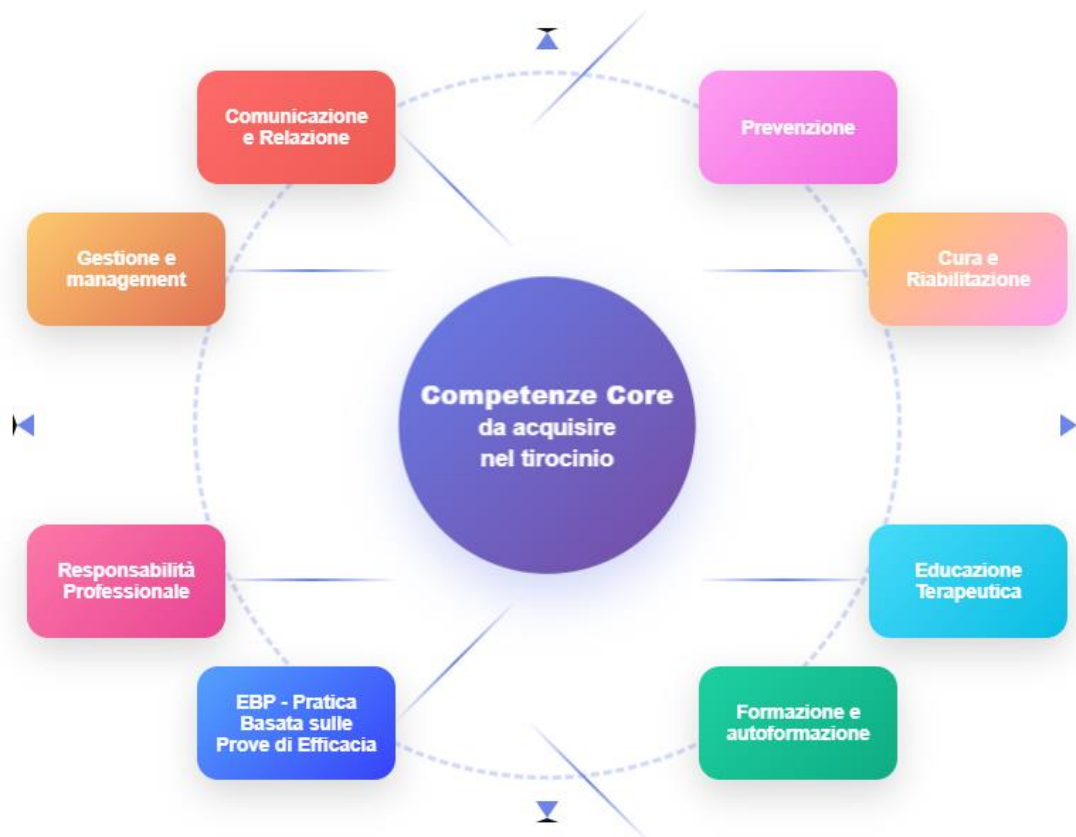 Comunicazione
e Relazione
Prevenzione
Gestione e
management
Cura e
Riabilitazione
Competenze Core
da acquisire
nel tirocinio
Responsabilità
Professionale
Educazione
Terapeutica
EBP - Pratica
Basata sulle
Prove di Efficacia
Formazione e
autoformazione